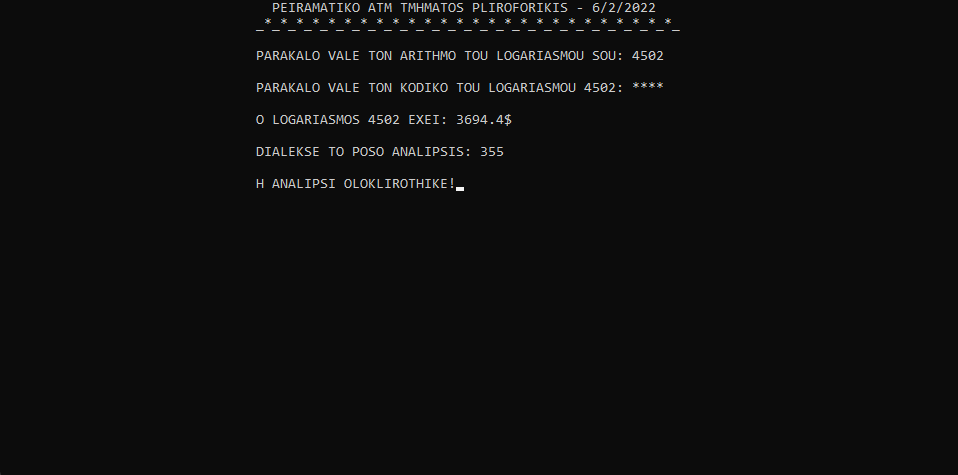 PEIRAMATIKO ATM TMHMATOS PLIROFORIKIS - 6/2/2022
_*_*_*_*_*_*_*_*_*_*_*_*_*_*_*_*_*_*_*_*_*_*_*_*_*_*_
PARAKALO VALE TON ARITHMO TOU LOGARIASMOU SOU: 4502
PARAKALO VALE TON KODIKO TOU LOGARIASMOU 4502: ****
O LOGARIASMOS 4502 EXEI: 3694.4$
DIALEKSE TO POSO ANALIPSIS: 355
H ANALIPSI OLOKLIROTHIKE!